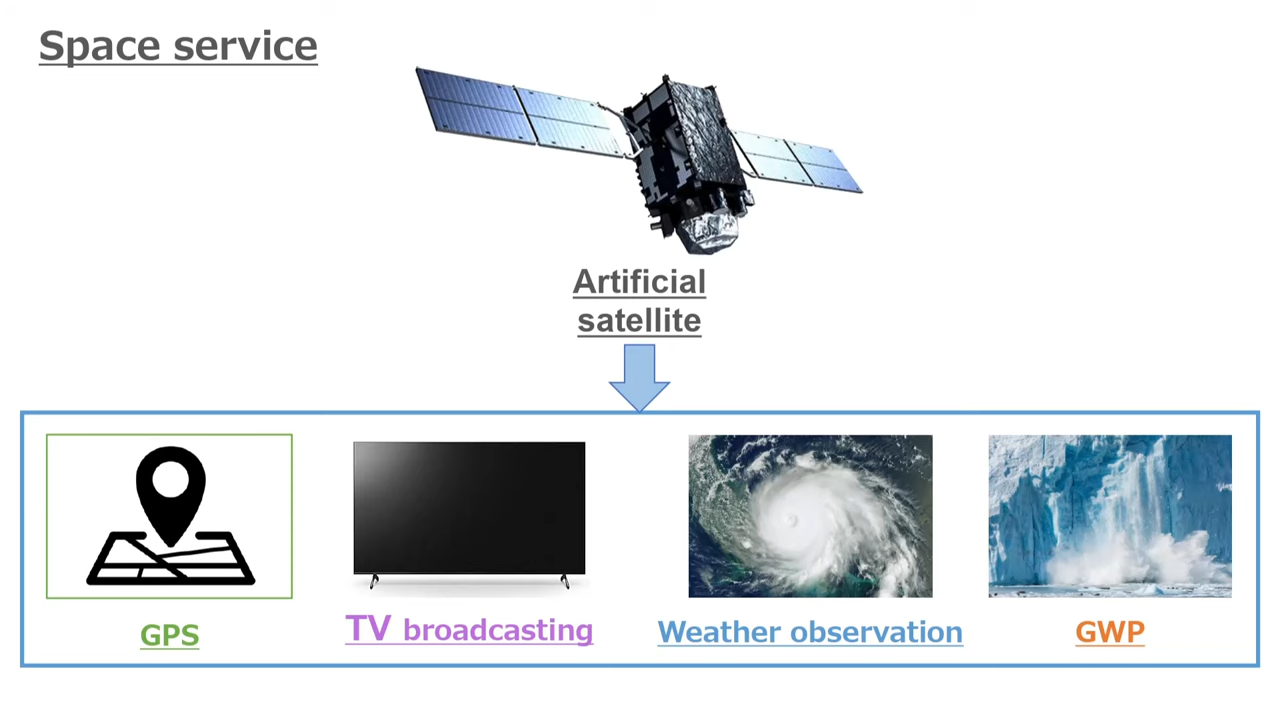 Space service
Artificial
satellite
GPS
TV broadcasting
Weather observation
GWP